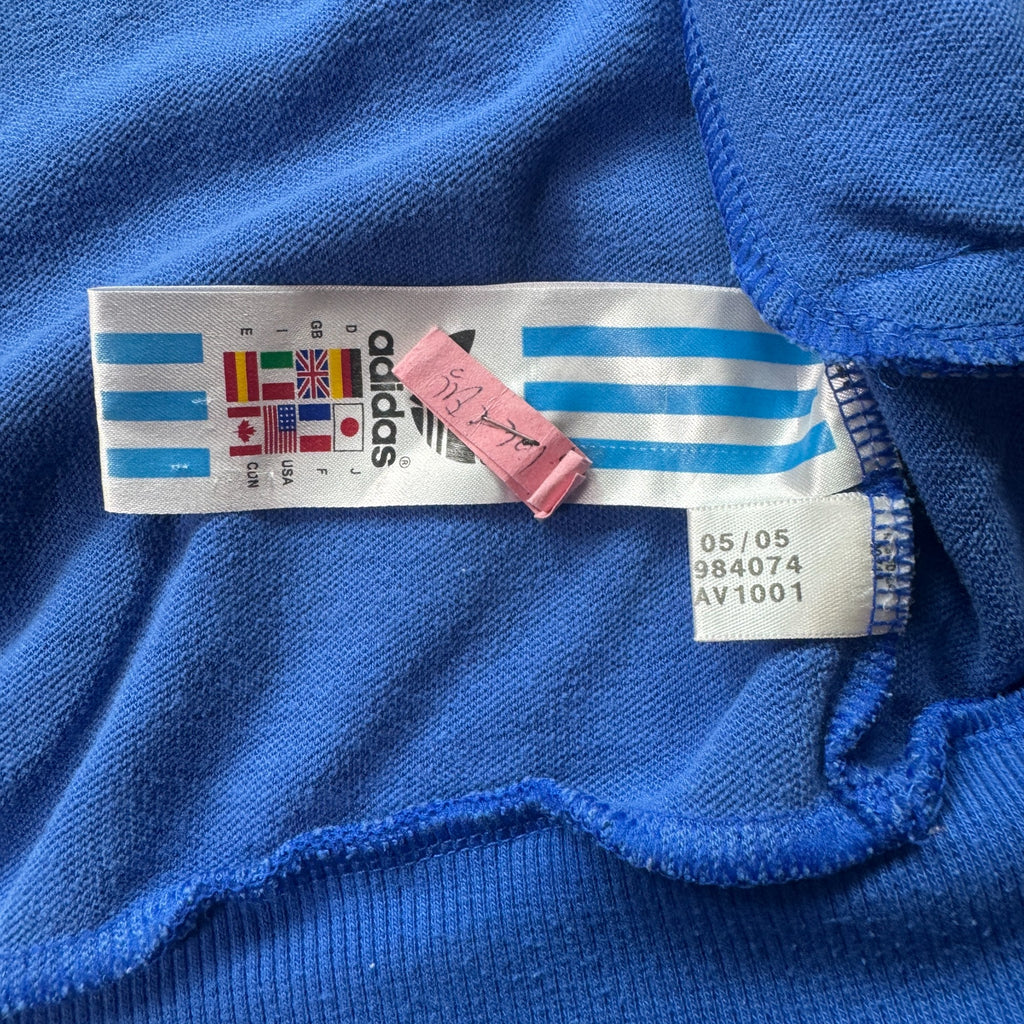 adidas®
D
GB
I
E
J
F
USA
CDN
05/05
984074
AV1001